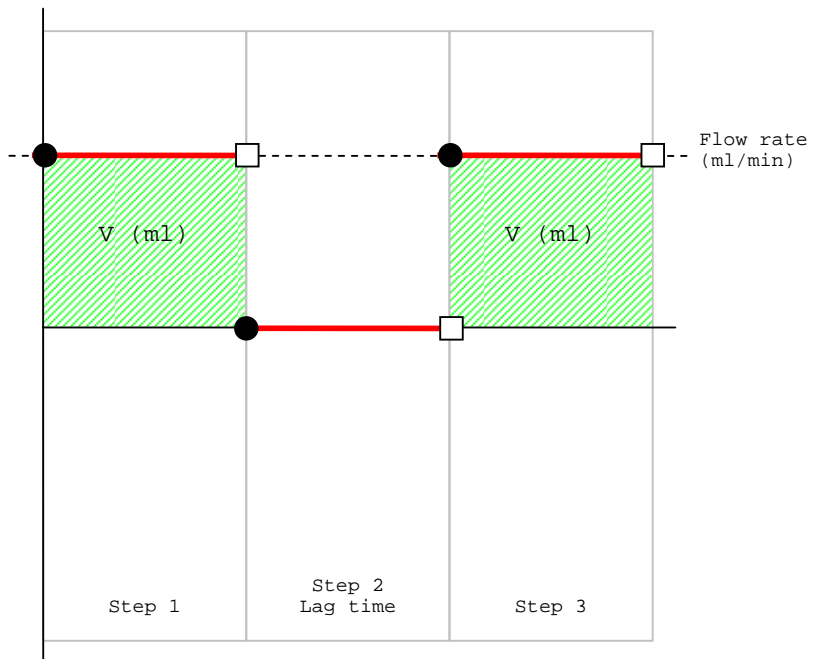 Flow rate
(ml/min)
V (ml)
V (ml)
Step 1
Step 2
Lag time
Step 3